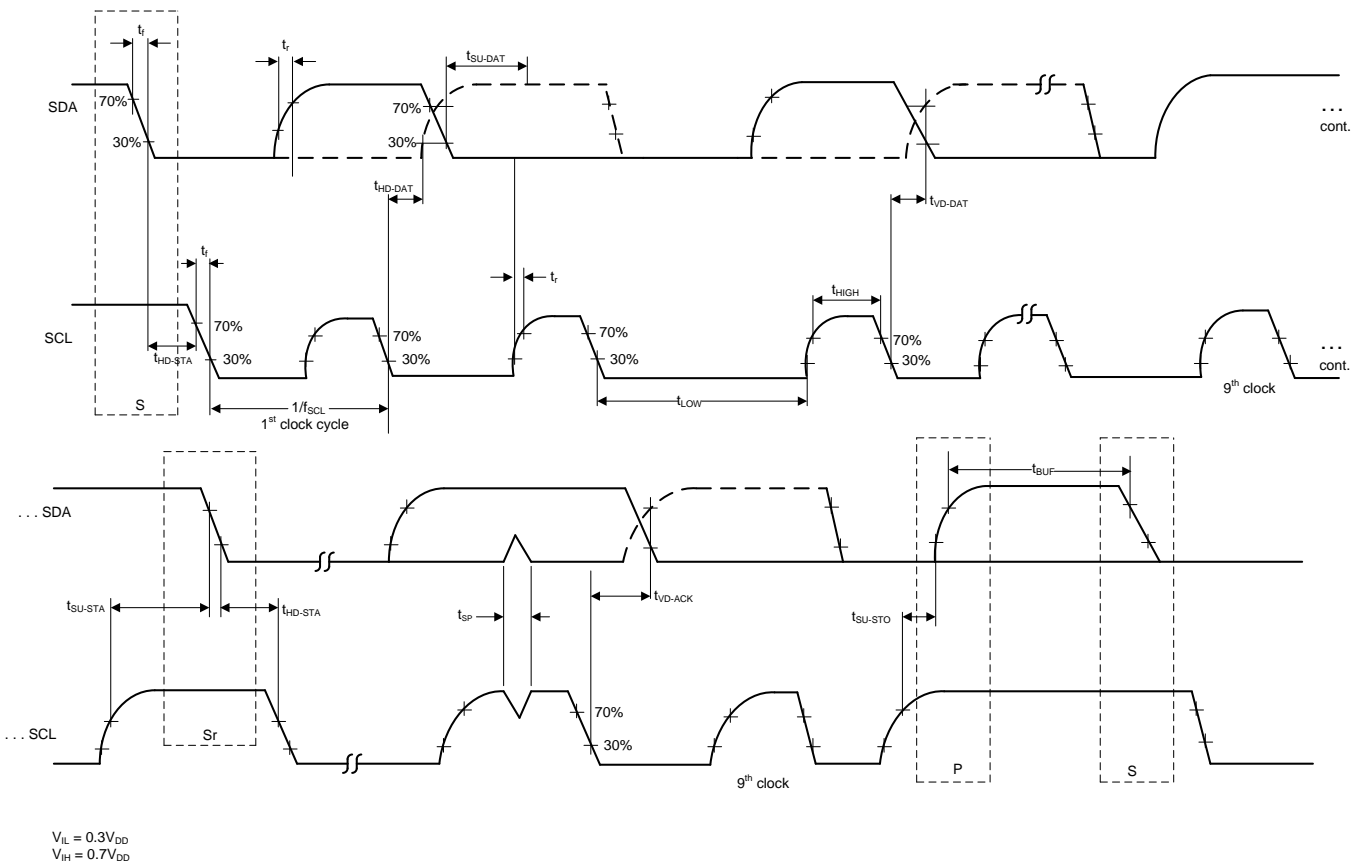 tf
tr
tSU-DAT
SDA
70%
30%
70%
30%
... cont.
tHD-DAT
tVD-DAT
tf
tr
tHIGH
SCL
70%
30%
70%
30%
70%
30%
70%
30%
... cont.
tHD-STA
S
1/fSCL
1st clock cycle
tLOW
9th clock
tBUF
. . . SDA
tSU-STA
tHD-STA
tSP
tVD-ACK
tSU-STO
70%
30%
. . . SCL
Sr
9th clock
P
S
VIL = 0.3VDD
VIH = 0.7VDD